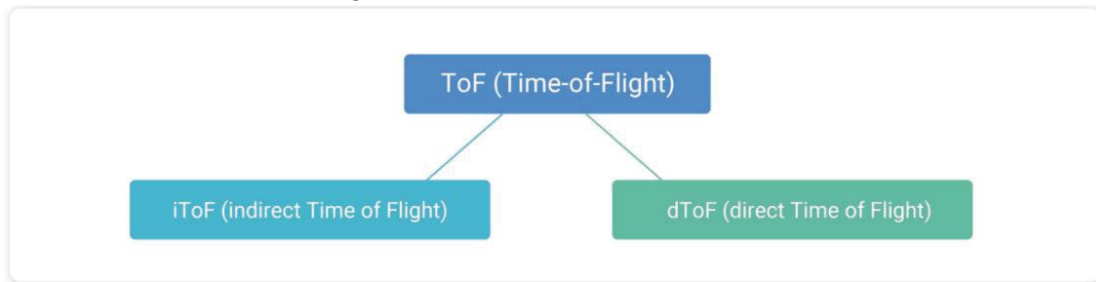 ToF (Time-of-Flight)
iToF (indirect Time of Flight)
dToF (direct Time of Flight)